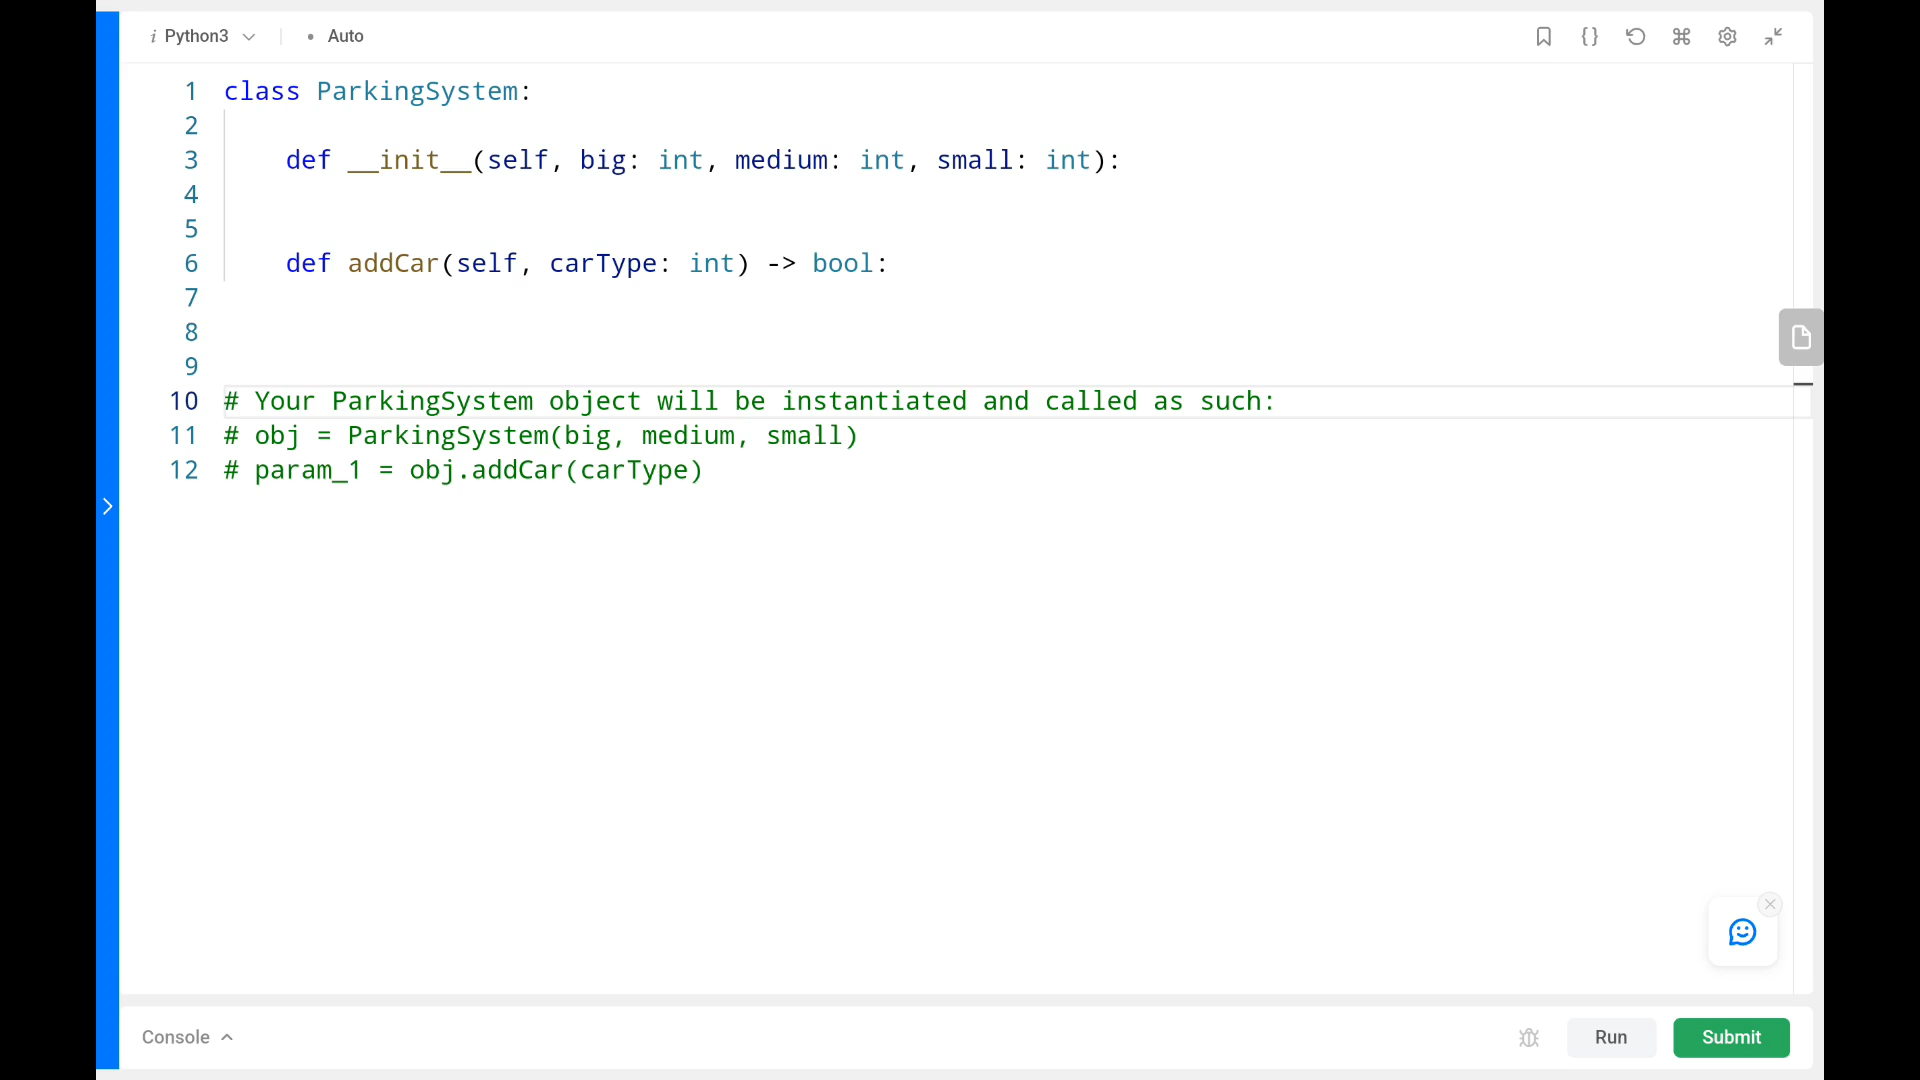 i Python3 • Auto
1 class ParkingSystem:
2
3     def __init__(self, big: int, medium: int, small: int):
4
5
6     def addCar(self, carType: int) -> bool:
7
8
9
10 # Your ParkingSystem object will be instantiated and called as such:
11 # obj = ParkingSystem(big, medium, small)
12 # param_1 = obj.addCar(carType)
Console Run Submit